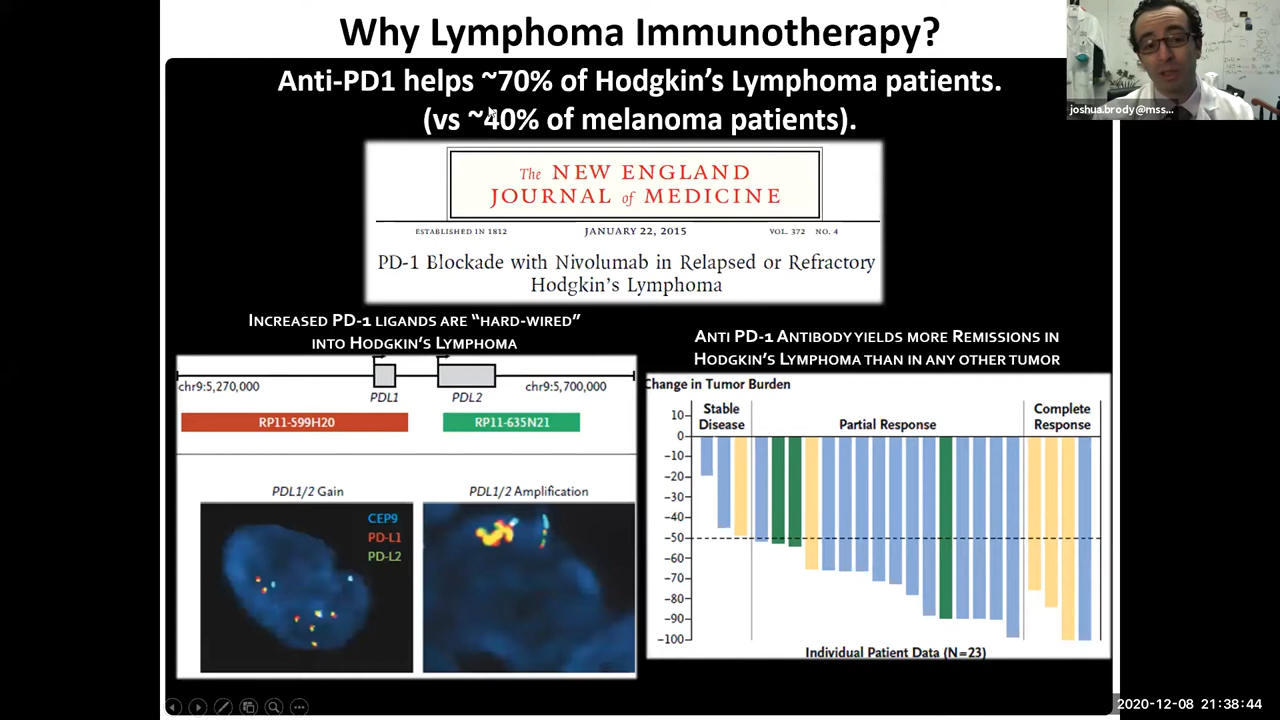 Why Lymphoma Immunotherapy?
Anti-PD1 helps ~70% of Hodgkin's Lymphoma patients.
(vs ~40% of melanoma patients).
joshua.brody@mss...
The NEW ENGLAND
JOURNAL of MEDICINE
ESTABLISHED IN 1812 JANUARY 22, 2015 VOL. 372 NO. 4
PD-1 Blockade with Nivolumab in Relapsed or Refractory
Hodgkin's Lymphoma
INCREASED PD-1 LIGANDS ARE “HARD-WIRED”
INTO HODGKIN'S LYMPHOMA
chr9:5,270,000 chr9:5,700,000
PDL1 PDL2
RP11-599H20 RP11-635N21
PDL1/2 Gain PDL1/2 Amplification
CEP9
PD-L1
PD-L2
ANTI PD-1 ANTIBODY YIELDS MORE REMISSIONS IN
HODGKIN'S LYMPHOMA THAN IN ANY OTHER TUMOR
Change in Tumor Burden
Stable
Disease
Partial Response
Complete
Response
10
0
−10
−20
−30
−40
−50
−60
−70
−80
−90
−100
Individual Patient Data (N=23)
2020-12-08 21:38:44